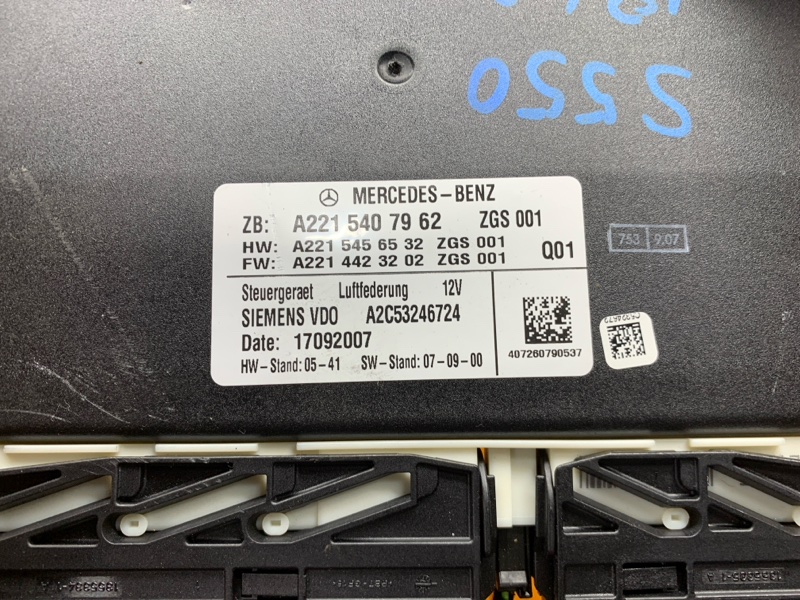 S550
MERCEDES-BENZ
ZB: A221 540 79 62 ZGS 001
HW: A221 545 65 32 ZGS 001
FW: A221 442 32 02 ZGS 001 Q01
753 9.07
Steuergeraet Luftfederung 12V
SIEMENS VDO A2C53246724
Date: 17092007
HW-Stand: 05-41 SW-Stand: 07-09-00
407260790537